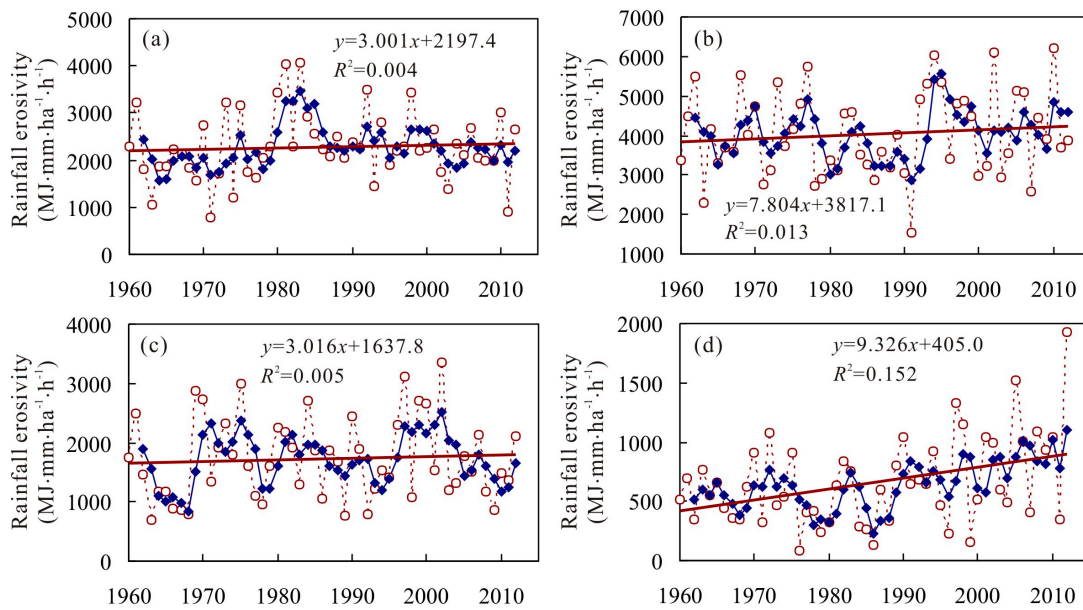 (a)
y=3.001x+2197.4
R²=0.004
Rainfall erosivity
(MJ·mm·ha⁻¹·h⁻¹)
5000
4000
3000
2000
1000
0
1960 1970 1980 1990 2000 2010
(b)
y=7.804x+3817.1
R²=0.013
Rainfall erosivity
(MJ·mm·ha⁻¹·h⁻¹)
7000
6000
5000
4000
3000
2000
1000
1960 1970 1980 1990 2000 2010
(c)
y=3.016x+1637.8
R²=0.005
Rainfall erosivity
(MJ·mm·ha⁻¹·h⁻¹)
4000
3000
2000
1000
0
1960 1970 1980 1990 2000 2010
(d)
y=9.326x+405.0
R²=0.152
Rainfall erosivity
(MJ·mm·ha⁻¹·h⁻¹)
2000
1500
1000
500
0
1960 1970 1980 1990 2000 2010